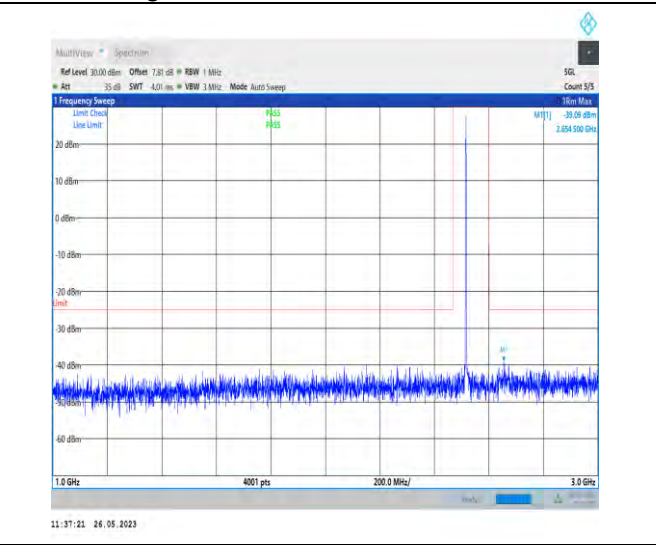 MultiView Spectrum
Ref Level 30.00 dBm Offset 7.81 dB RBW 1 MHz SGL
Att 35 dB SWT 4.01 ms VBW 3 MHz Mode Auto Sweep Count 5/5
1 Frequency Sweep 1Rm Max
Limit Check PASS M1[1] -39.09 dBm
Line Limit PASS 2.654 500 GHz
20 dBm
10 dBm
0 dBm
-10 dBm
-20 dBm
Limit
-30 dBm
M1
-40 dBm
-50 dBm
-60 dBm
1.0 GHz 4001 pts 200.0 MHz/ 3.0 GHz
Ready
11:37:21 26.05.2023